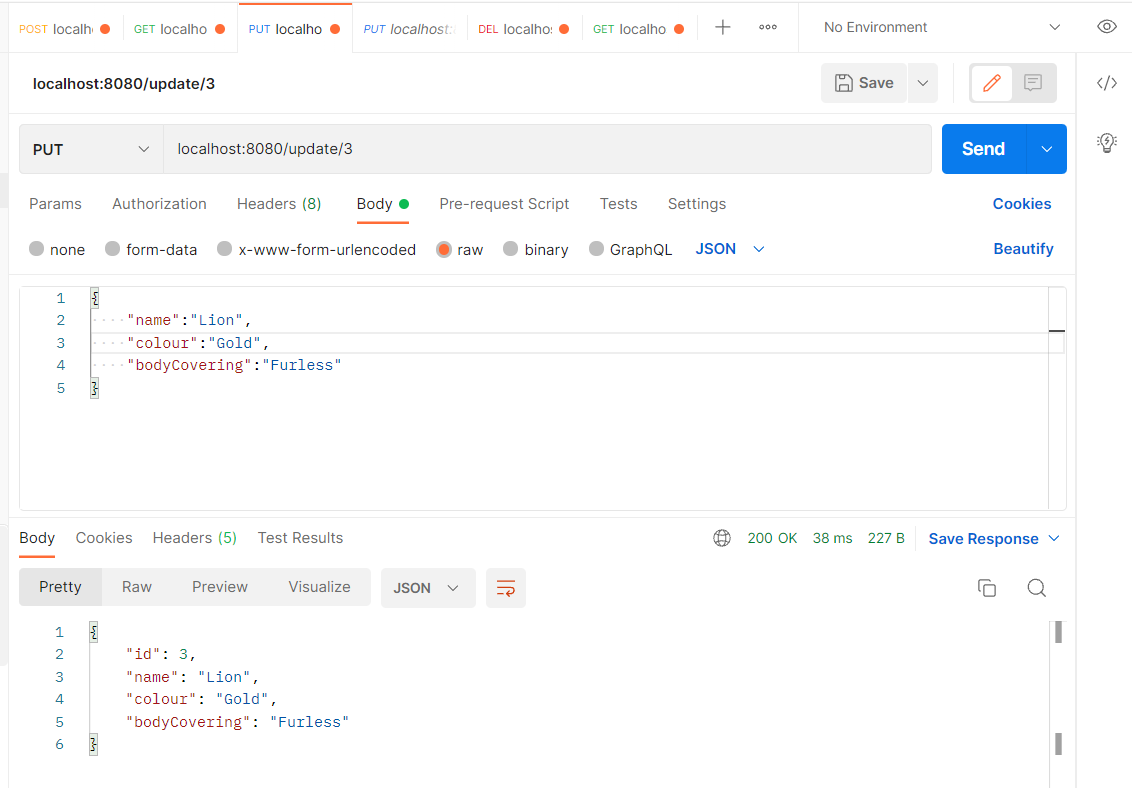 POST localh GET localho PUT localho PUT localhost: DEL localhos: GET localho No Environment
localhost:8080/update/3 Save
PUT localhost:8080/update/3 Send
Params Authorization Headers (8) Body Pre-request Script Tests Settings Cookies
none form-data x-www-form-urlencoded raw binary GraphQL JSON Beautify
1 {
2 "name":"Lion",
3 "colour":"Gold",
4 "bodyCovering":"Furless"
5 }
Body Cookies Headers (5) Test Results 200 OK 38 ms 227 B Save Response
Pretty Raw Preview Visualize JSON
1 {
2 "id": 3,
3 "name": "Lion",
4 "colour": "Gold",
5 "bodyCovering": "Furless"
6 }